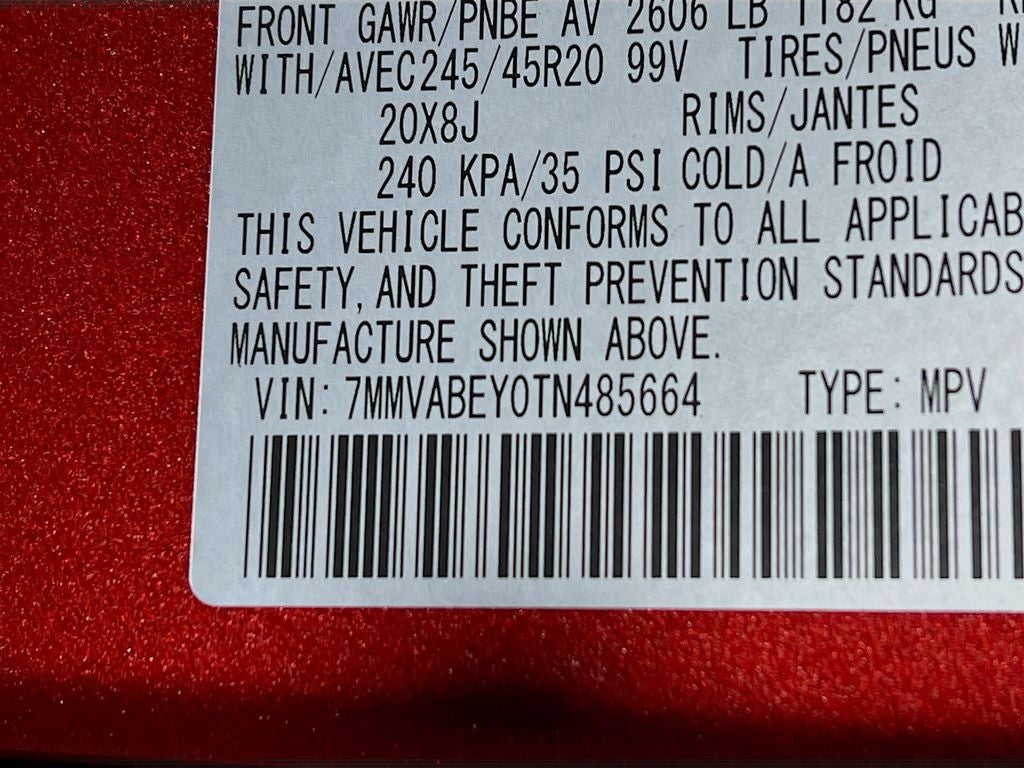 FRONT GAWR/PNBE AV 2606 LB 1182 KG
WITH/AVEC245/45R20 99V TIRES/PNEUS W
20X8J RIMS/JANTES
240 KPA/35 PSI COLD/A FROID
THIS VEHICLE CONFORMS TO ALL APPLICAB
SAFETY, AND THEFT PREVENTION STANDARDS
MANUFACTURE SHOWN ABOVE.
VIN: 7MMVABEY0TN485664 TYPE: MPV